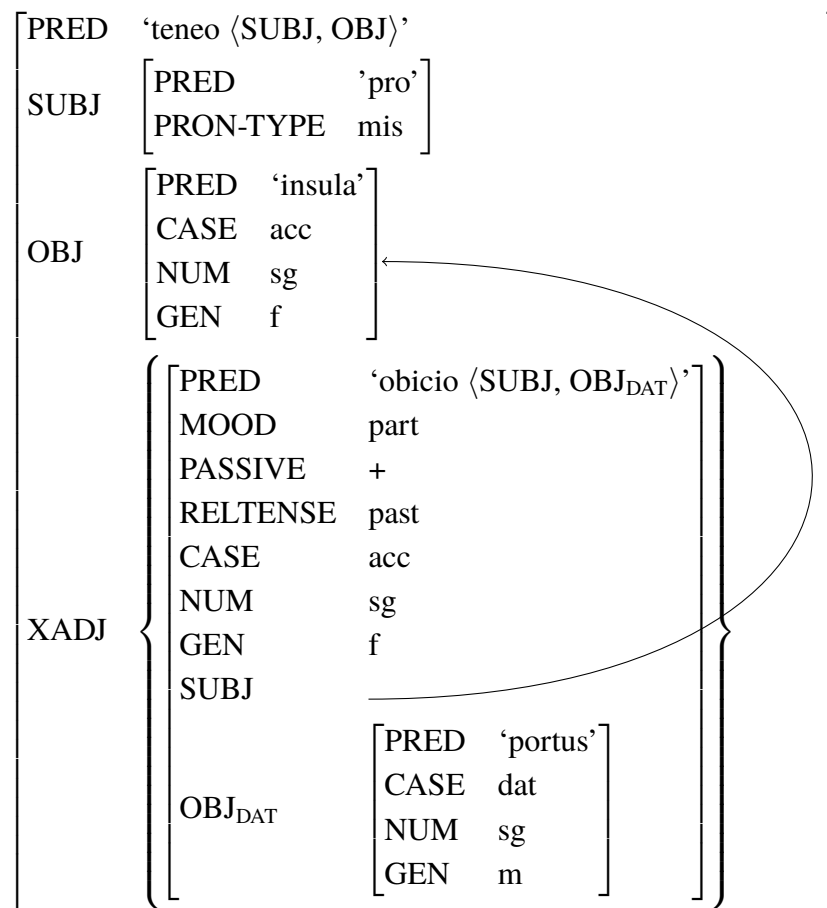 PRED ‘teneo ⟨SUBJ, OBJ⟩’
SUBJ PRED ’pro’
PRON-TYPE mis
OBJ PRED ‘insula’
CASE acc
NUM sg
GEN f
XADJ PRED ‘obicio ⟨SUBJ, OBJDAT⟩’
MOOD part
PASSIVE +
RELTENSE past
CASE acc
NUM sg
GEN f
SUBJ
OBJDAT PRED ‘portus’
CASE dat
NUM sg
GEN m